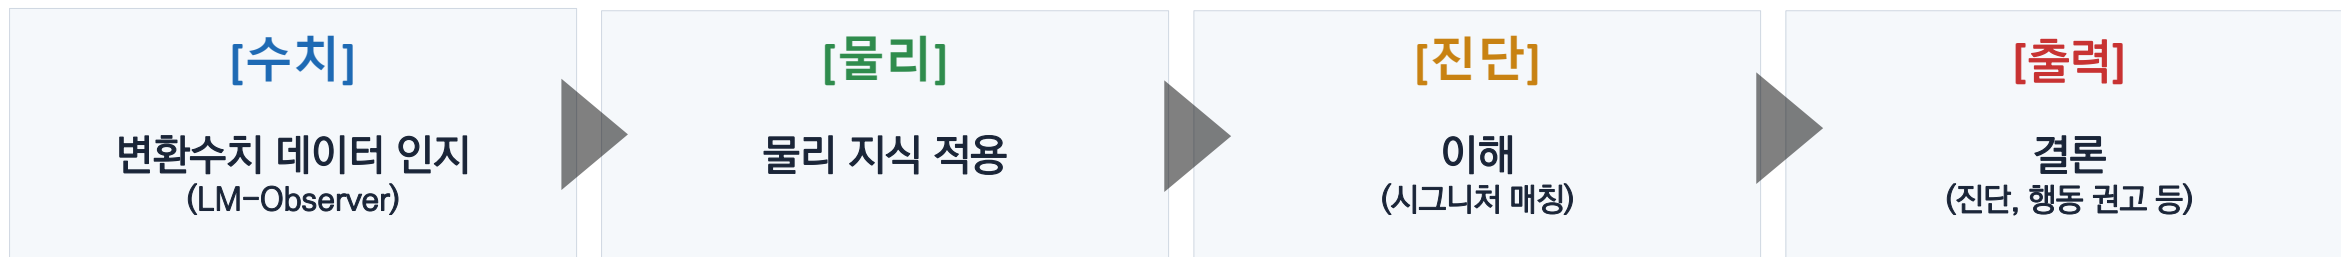 [수치]
변환수치 데이터 인지
(LM-Observer)
[물리]
물리 지식 적용
[진단]
이해
(시그니처 매칭)
[출력]
결론
(진단, 행동 권고 등)